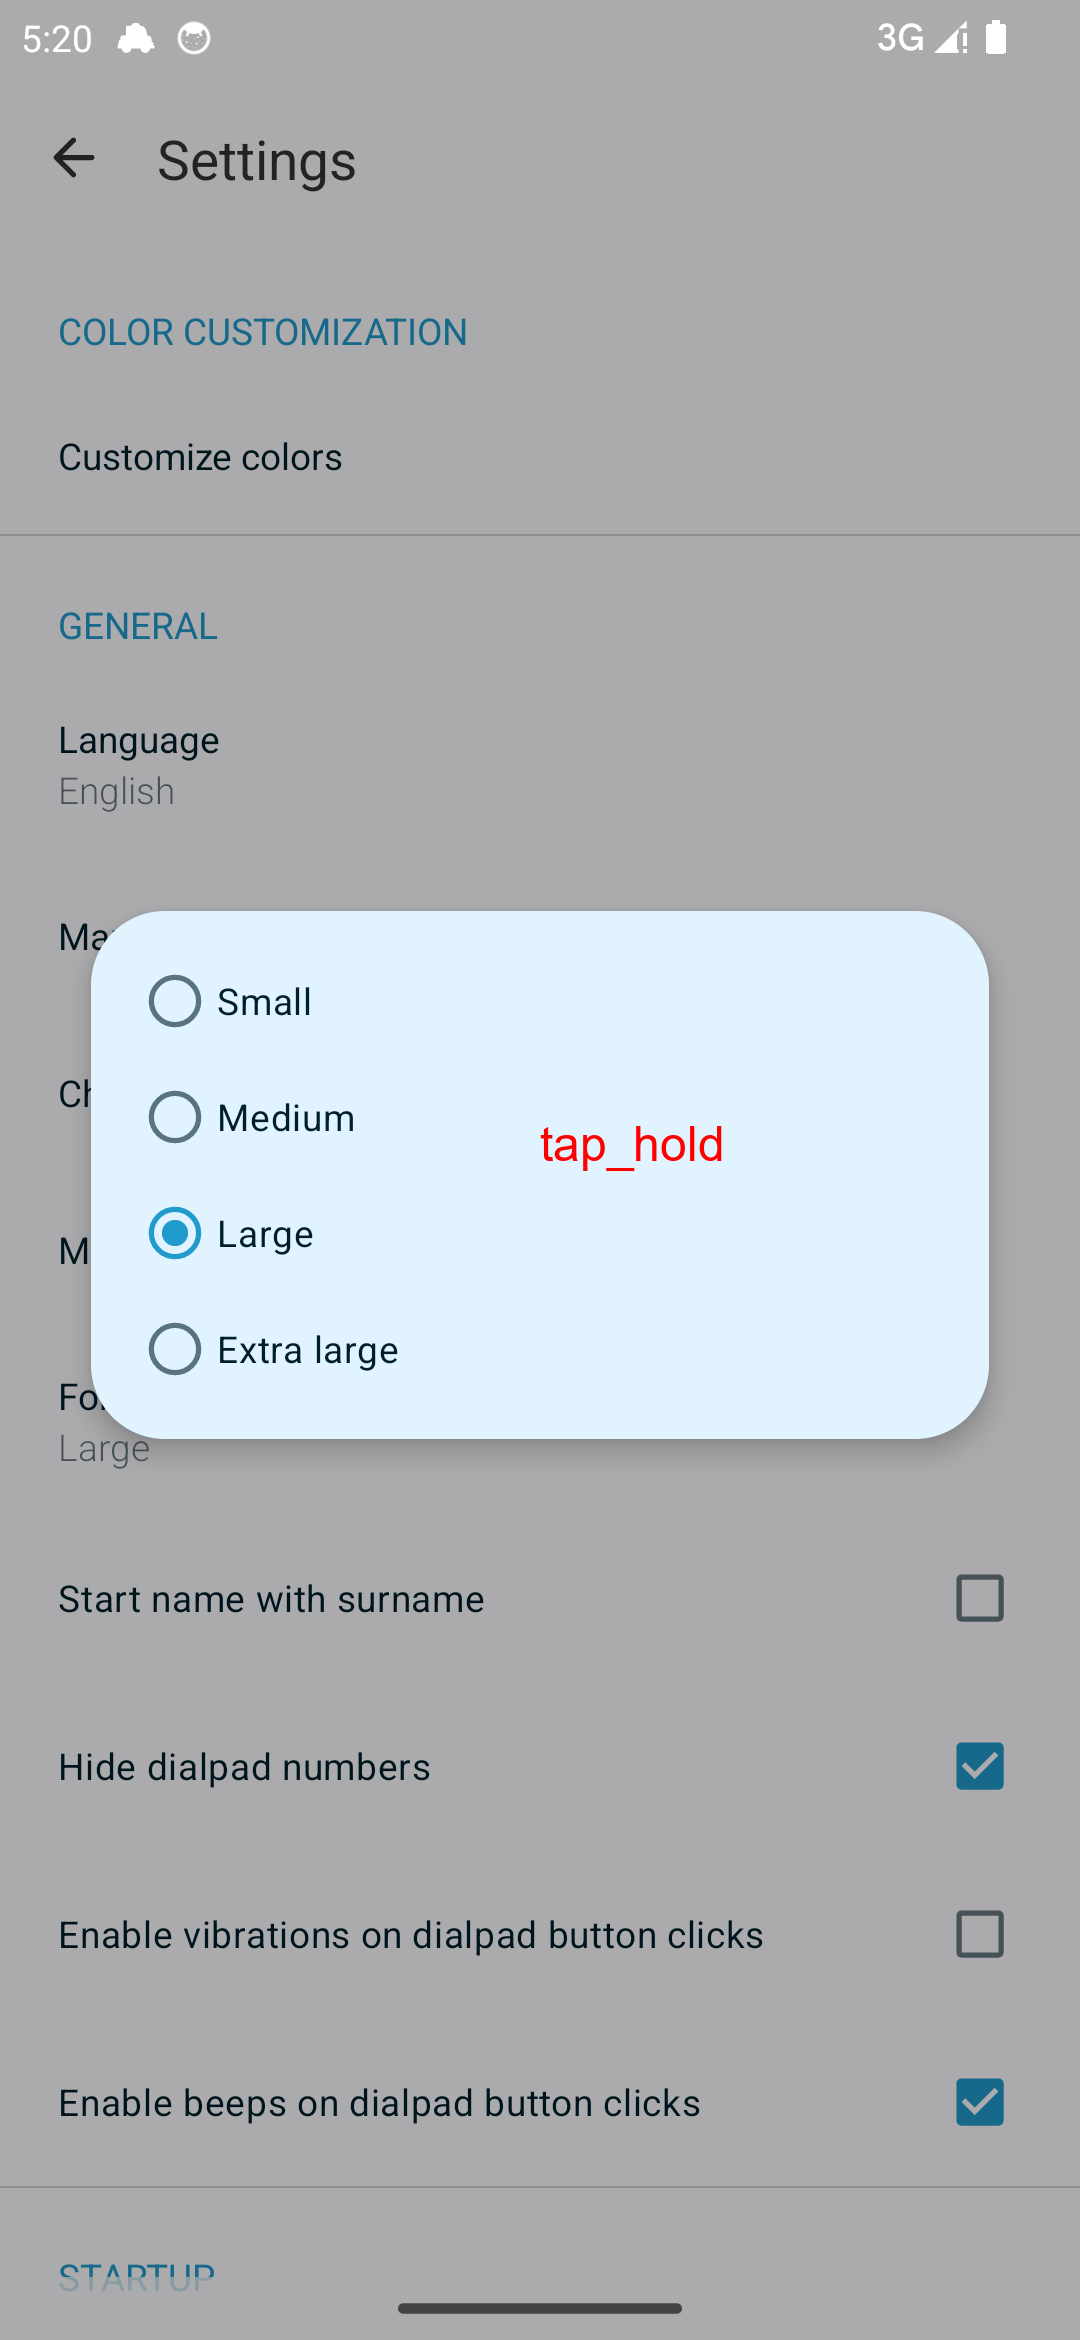 5:20
3G
Settings
COLOR CUSTOMIZATION
Customize colors
GENERAL
Language
English
Small
Medium
tap_hold
Large
Extra large
Large
Start name with surname
Hide dialpad numbers
Enable vibrations on dialpad button clicks
Enable beeps on dialpad button clicks
STARTUP